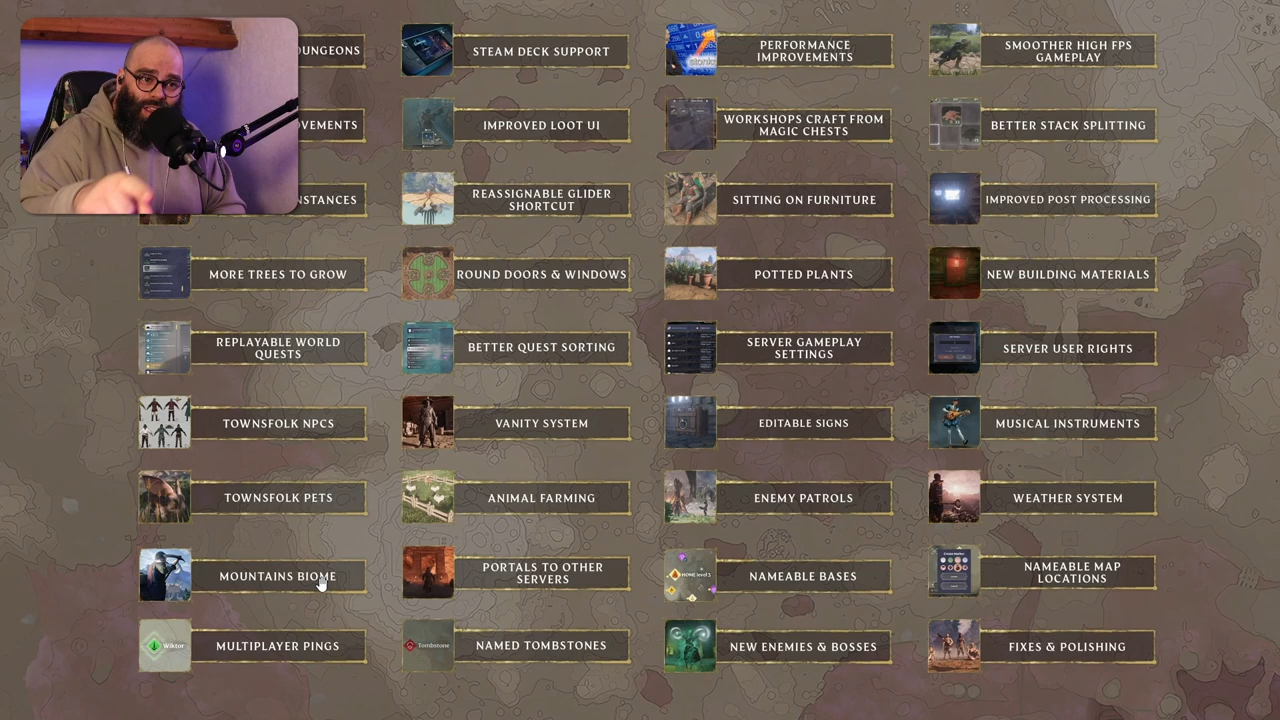 DUNGEONS
STEAM DECK SUPPORT
PERFORMANCE
IMPROVEMENTS
SMOOTHER HIGH FPS
GAMEPLAY
VEMENTS
IMPROVED LOOT UI
WORKSHOPS CRAFT FROM
MAGIC CHESTS
BETTER STACK SPLITTING
NSTANCES
REASSIGNABLE GLIDER
SHORTCUT
SITTING ON FURNITURE
IMPROVED POST PROCESSING
MORE TREES TO GROW
ROUND DOORS & WINDOWS
POTTED PLANTS
NEW BUILDING MATERIALS
REPLAYABLE WORLD
QUESTS
BETTER QUEST SORTING
SERVER GAMEPLAY
SETTINGS
SERVER USER RIGHTS
TOWNSFOLK NPCS
VANITY SYSTEM
EDITABLE SIGNS
MUSICAL INSTRUMENTS
TOWNSFOLK PETS
ANIMAL FARMING
ENEMY PATROLS
WEATHER SYSTEM
MOUNTAINS BIOME
PORTALS TO OTHER
SERVERS
HOME level 3
NAMEABLE BASES
NAMEABLE MAP
LOCATIONS
Wiktor
MULTIPLAYER PINGS
Tombstone
NAMED TOMBSTONES
NEW ENEMIES & BOSSES
FIXES & POLISHING